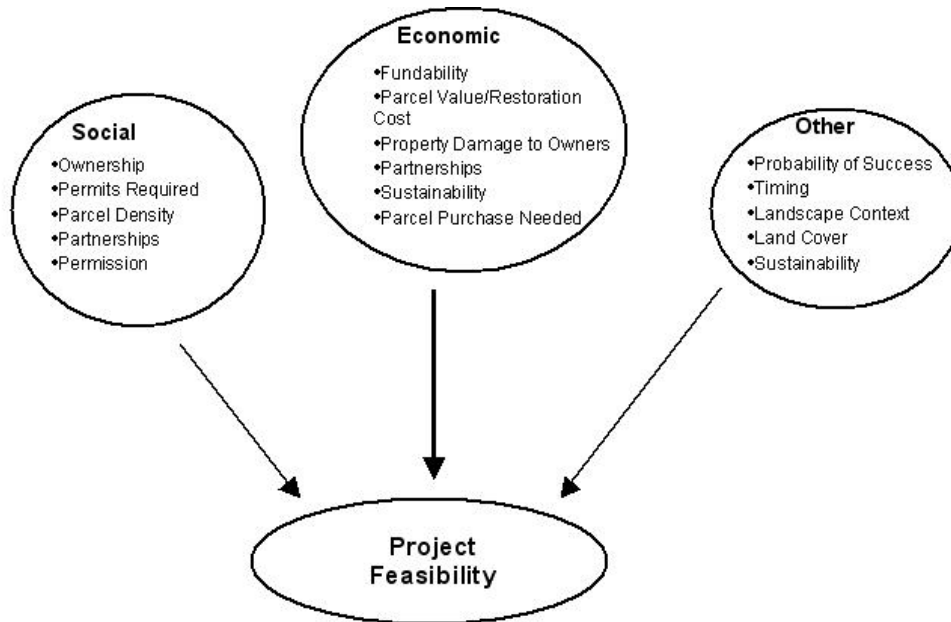 Social
•Ownership
•Permits Required
•Parcel Density
•Partnerships
•Permission
Economic
•Fundability
•Parcel Value/Restoration
Cost
•Property Damage to Owners
•Partnerships
•Sustainability
•Parcel Purchase Needed
Other
•Probability of Success
•Timing
•Landscape Context
•Land Cover
•Sustainability
Project
Feasibility